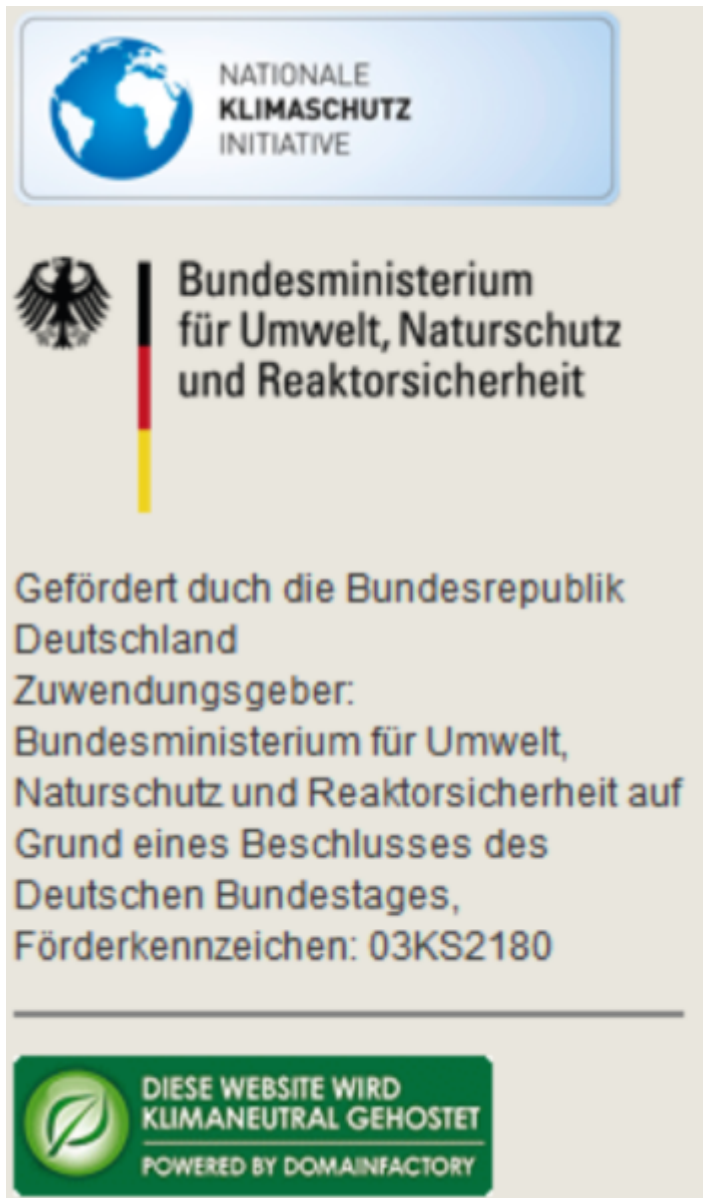 NATIONALE
KLIMASCHUTZ
INITIATIVE
Bundesministerium
für Umwelt, Naturschutz
und Reaktorsicherheit
Gefördert duch die Bundesrepublik
Deutschland
Zuwendungsgeber:
Bundesministerium für Umwelt,
Naturschutz und Reaktorsicherheit auf
Grund eines Beschlusses des
Deutschen Bundestages,
Förderkennzeichen: 03KS2180
DIESE WEBSITE WIRD
KLIMANEUTRAL GEHOSTET
POWERED BY DOMAINFACTORY